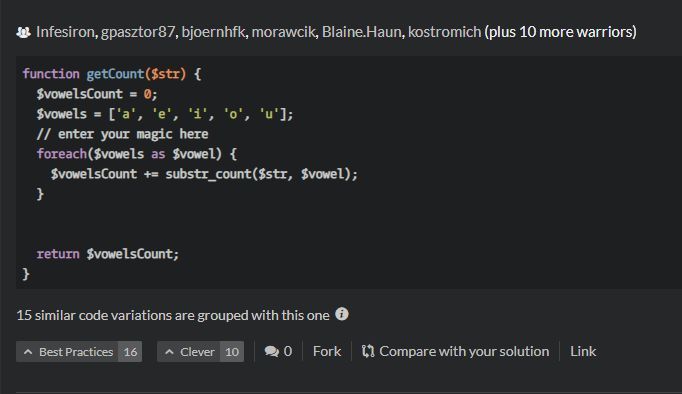 Infesiron, gpasztor87, bjoernhfk, morawcik, Blaine.Haun, kostromich (plus 10 more warriors)
function getCount($str) {
  $vowelsCount = 0;
  $vowels = ['a', 'e', 'i', 'o', 'u'];
  // enter your magic here
  foreach($vowels as $vowel) {
    $vowelsCount += substr_count($str, $vowel);
  }
  return $vowelsCount;
}
15 similar code variations are grouped with this one
Best Practices 16 Clever 10 0 Fork Compare with your solution Link